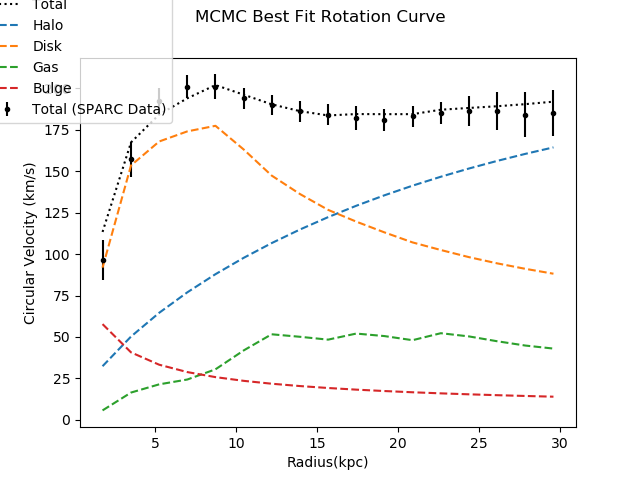 MCMC Best Fit Rotation Curve
Total
Halo
Disk
Gas
Bulge
Total (SPARC Data)
175
150
125
100
75
50
25
0
Circular Velocity (km/s)
5
10
15
20
25
30
Radius(kpc)